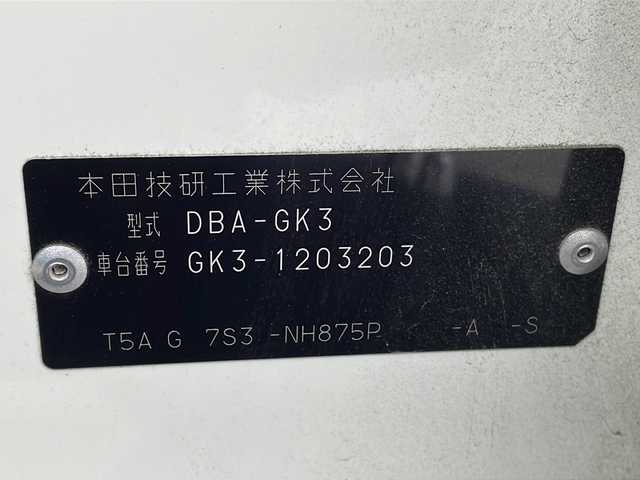 本田技研工業株式会社
型式 DBA-GK3
車台番号 GK3-1203203
T5A G 7S3 -NH875P -A -S